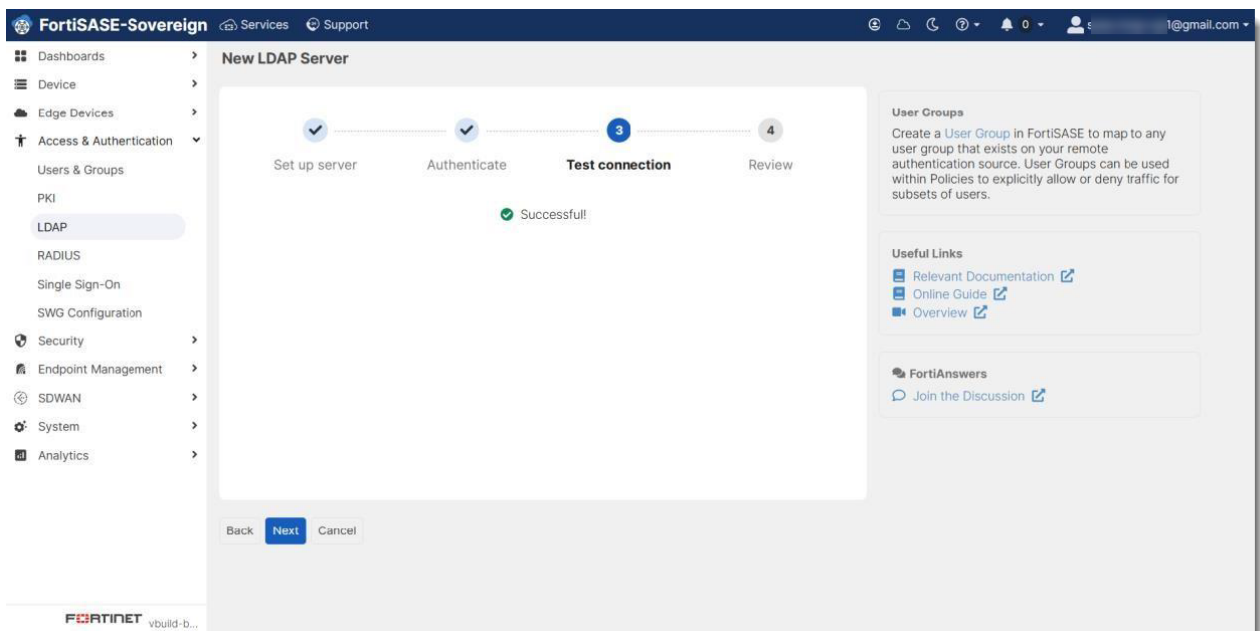 FortiSASE-Sovereign Services Support 0 1@gmail.com
Dashboards
Device
Edge Devices
Access & Authentication
Users & Groups
PKI
LDAP
RADIUS
Single Sign-On
SWG Configuration
Security
Endpoint Management
SDWAN
System
Analytics
FORTINET vbuild-b...
New LDAP Server
3 4
Set up server Authenticate Test connection Review
Successful!
Back Next Cancel
User Groups
Create a User Group in FortiSASE to map to any
user group that exists on your remote
authentication source. User Groups can be used
within Policies to explicitly allow or deny traffic for
subsets of users.
Useful Links
Relevant Documentation
Online Guide
Overview
FortiAnswers
Join the Discussion